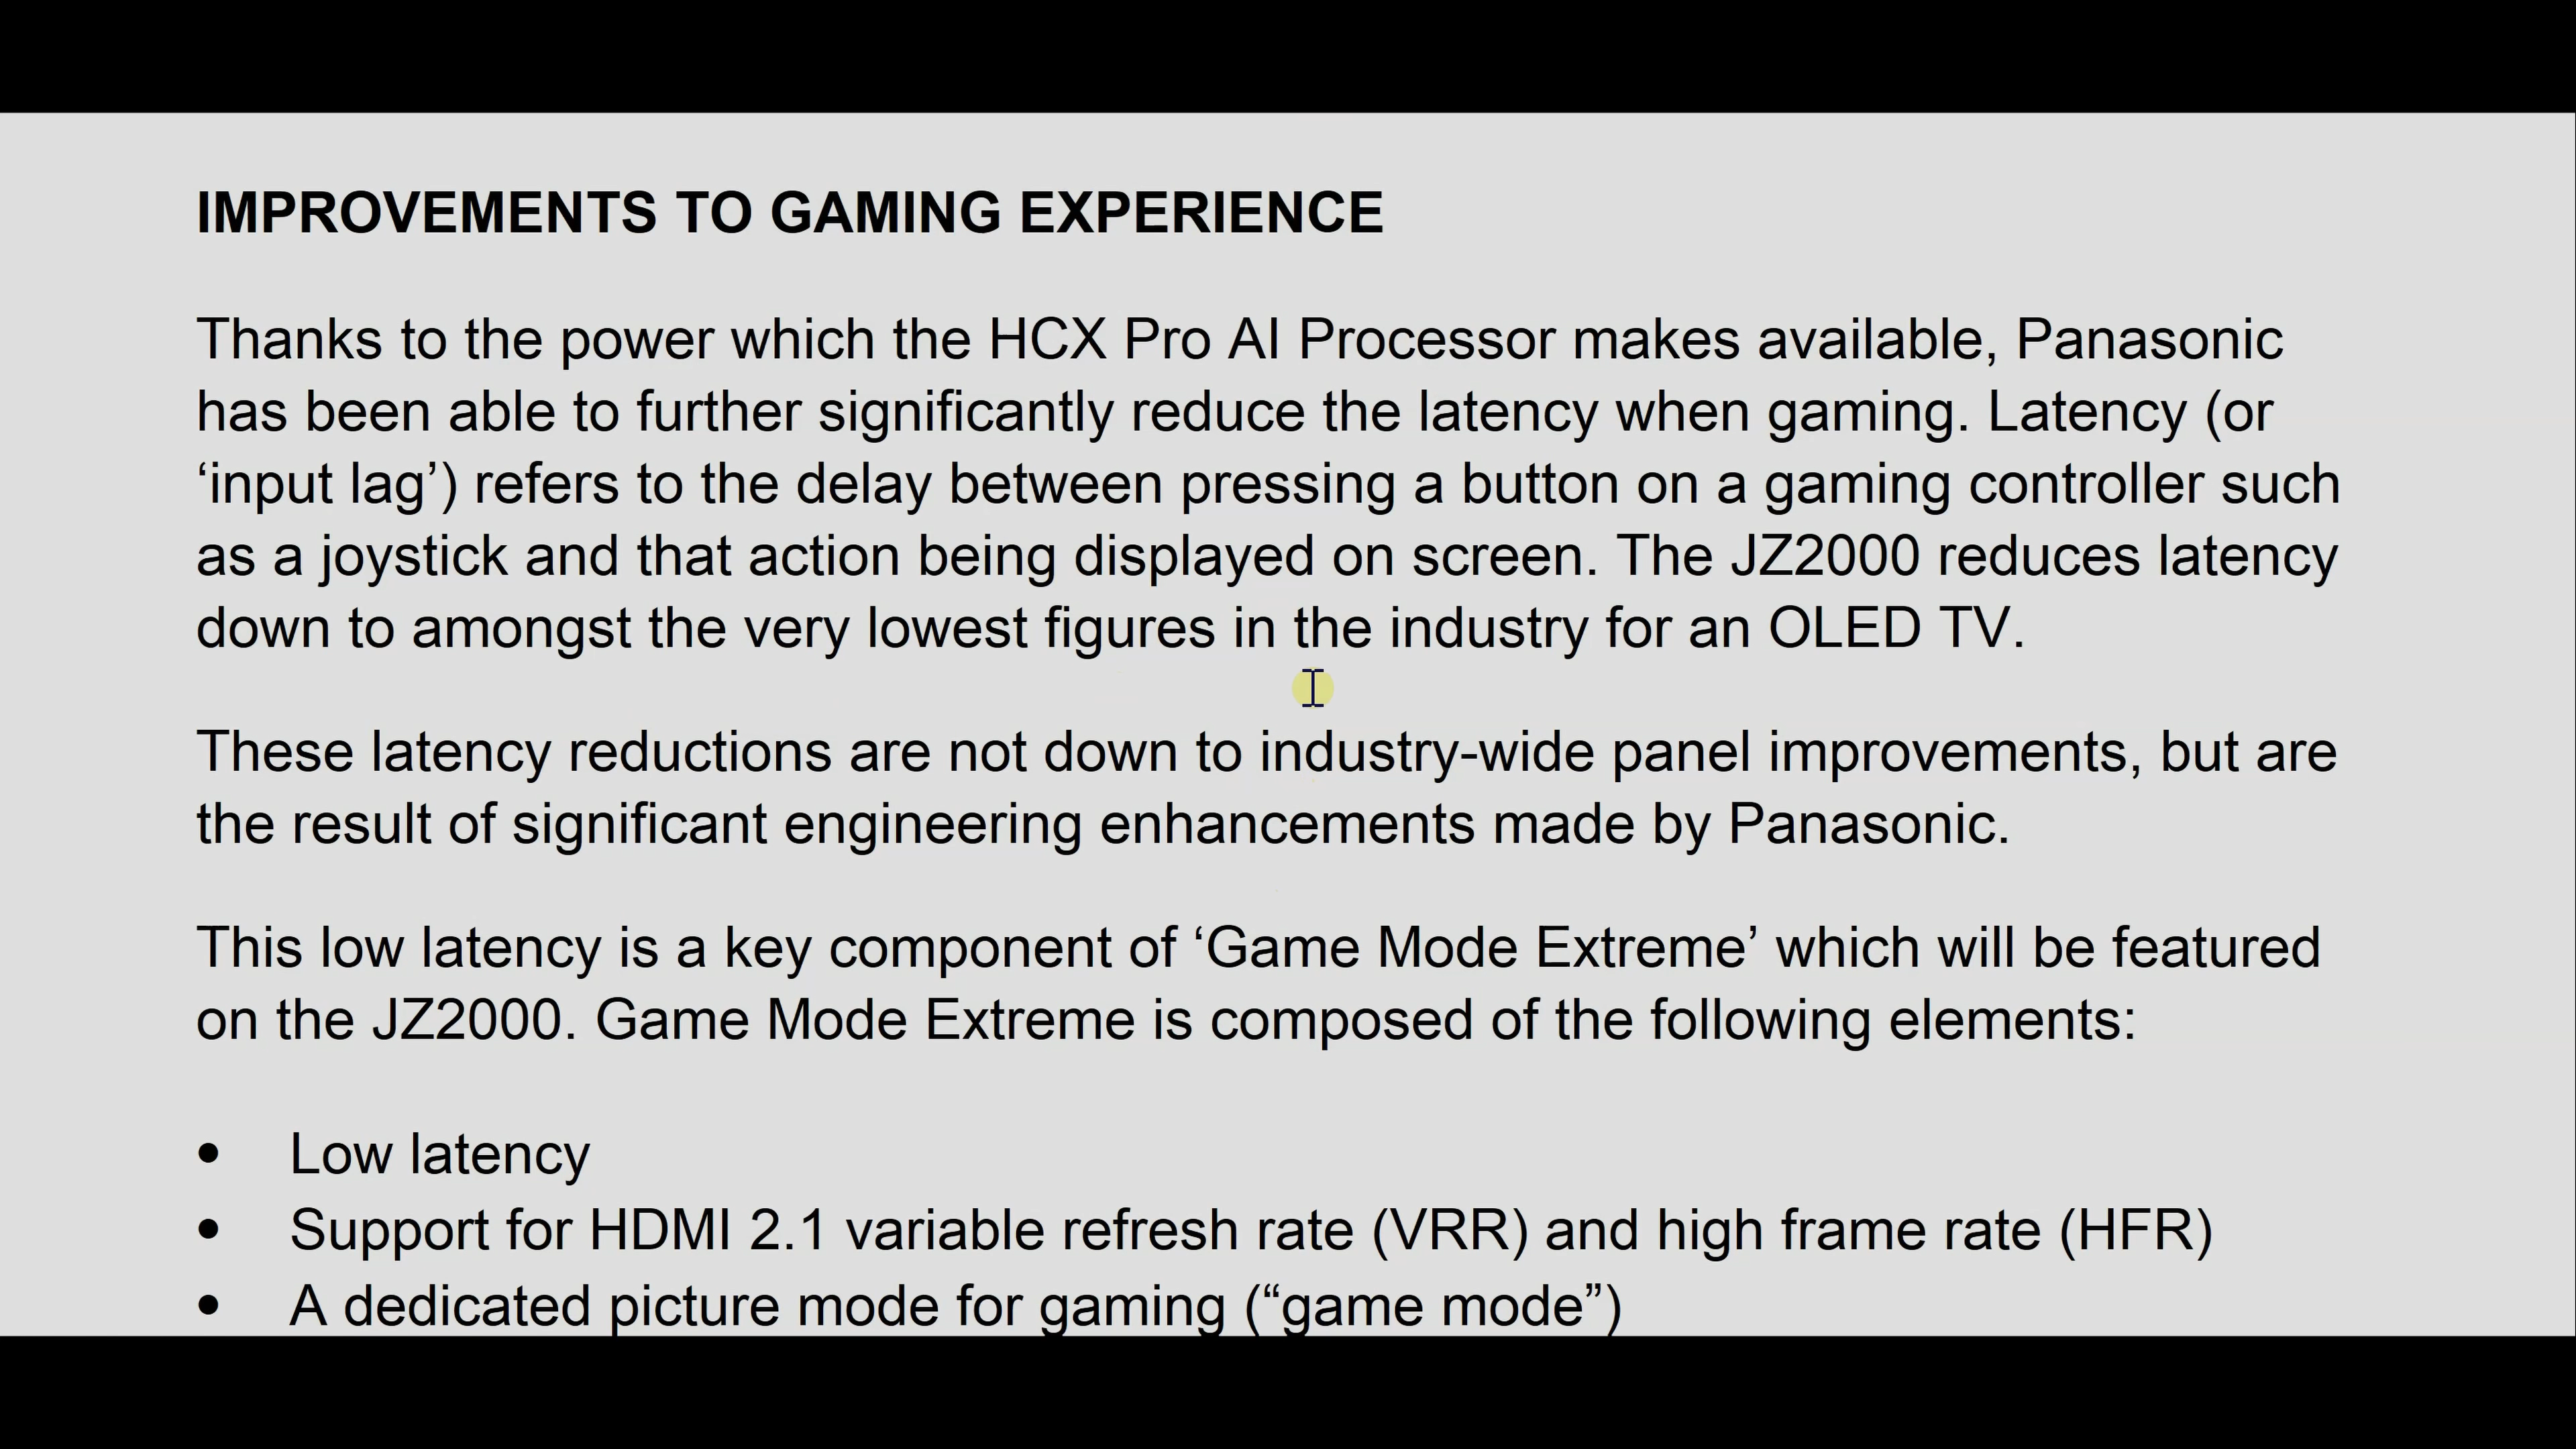 IMPROVEMENTS TO GAMING EXPERIENCE
Thanks to the power which the HCX Pro AI Processor makes available, Panasonic
has been able to further significantly reduce the latency when gaming. Latency (or
‘input lag’) refers to the delay between pressing a button on a gaming controller such
as a joystick and that action being displayed on screen. The JZ2000 reduces latency
down to amongst the very lowest figures in the industry for an OLED TV.
These latency reductions are not down to industry-wide panel improvements, but are
the result of significant engineering enhancements made by Panasonic.
This low latency is a key component of ‘Game Mode Extreme’ which will be featured
on the JZ2000. Game Mode Extreme is composed of the following elements:
• Low latency
• Support for HDMI 2.1 variable refresh rate (VRR) and high frame rate (HFR)
• A dedicated picture mode for gaming (“game mode”)